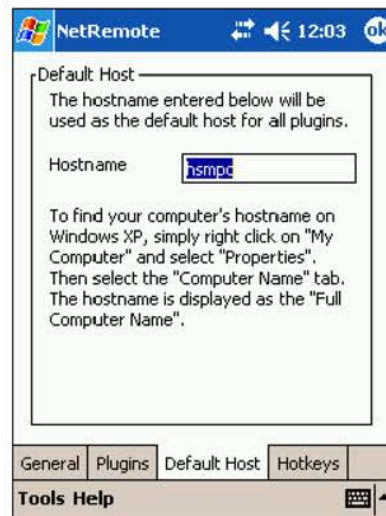 NetRemote 12:03 ok
Default Host
The hostname entered below will be
used as the default host for all plugins.
Hostname hsmpc
To find your computer's hostname on
Windows XP, simply right click on "My
Computer" and select "Properties".
Then select the "Computer Name" tab.
The hostname is displayed as the "Full
Computer Name".
General Plugins Default Host Hotkeys
Tools Help